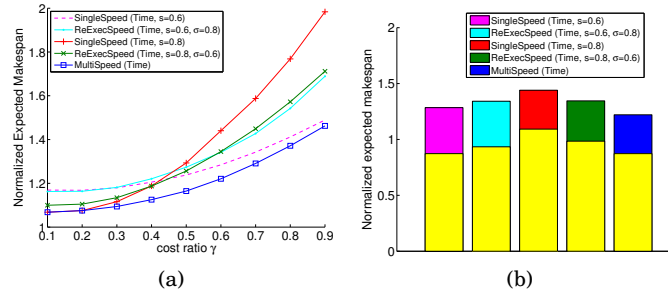 Normalized Expected Makespan
2
1.8
1.6
1.4
1.2
1
0.1 0.2 0.3 0.4 0.5 0.6 0.7 0.8 0.9
cost ratio γ
SingleSpeed (Time, s=0.6)
ReExecSpeed (Time, s=0.6, σ=0.8)
SingleSpeed (Time, s=0.8)
ReExecSpeed (Time, s=0.8, σ=0.6)
MultiSpeed (Time)
(a)
Normalized expected makespan
2
1.5
1
0.5
0
SingleSpeed (Time, s=0.6)
ReExecSpeed (Time, s=0.6, σ=0.8)
SingleSpeed (Time, s=0.8)
ReExecSpeed (Time, s=0.8, σ=0.6)
MultiSpeed (Time)
(b)